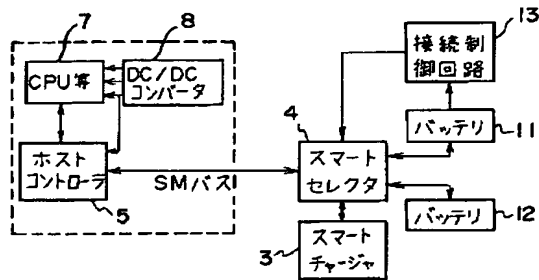 7
8
13
CPU等
DC/DC
コンバータ
接続制
御回路
4
バッテリ
11
ホスト
コントローラ
SMバス
スマート
セレクタ
5
バッテリ
12
3
スマート
チャージャ